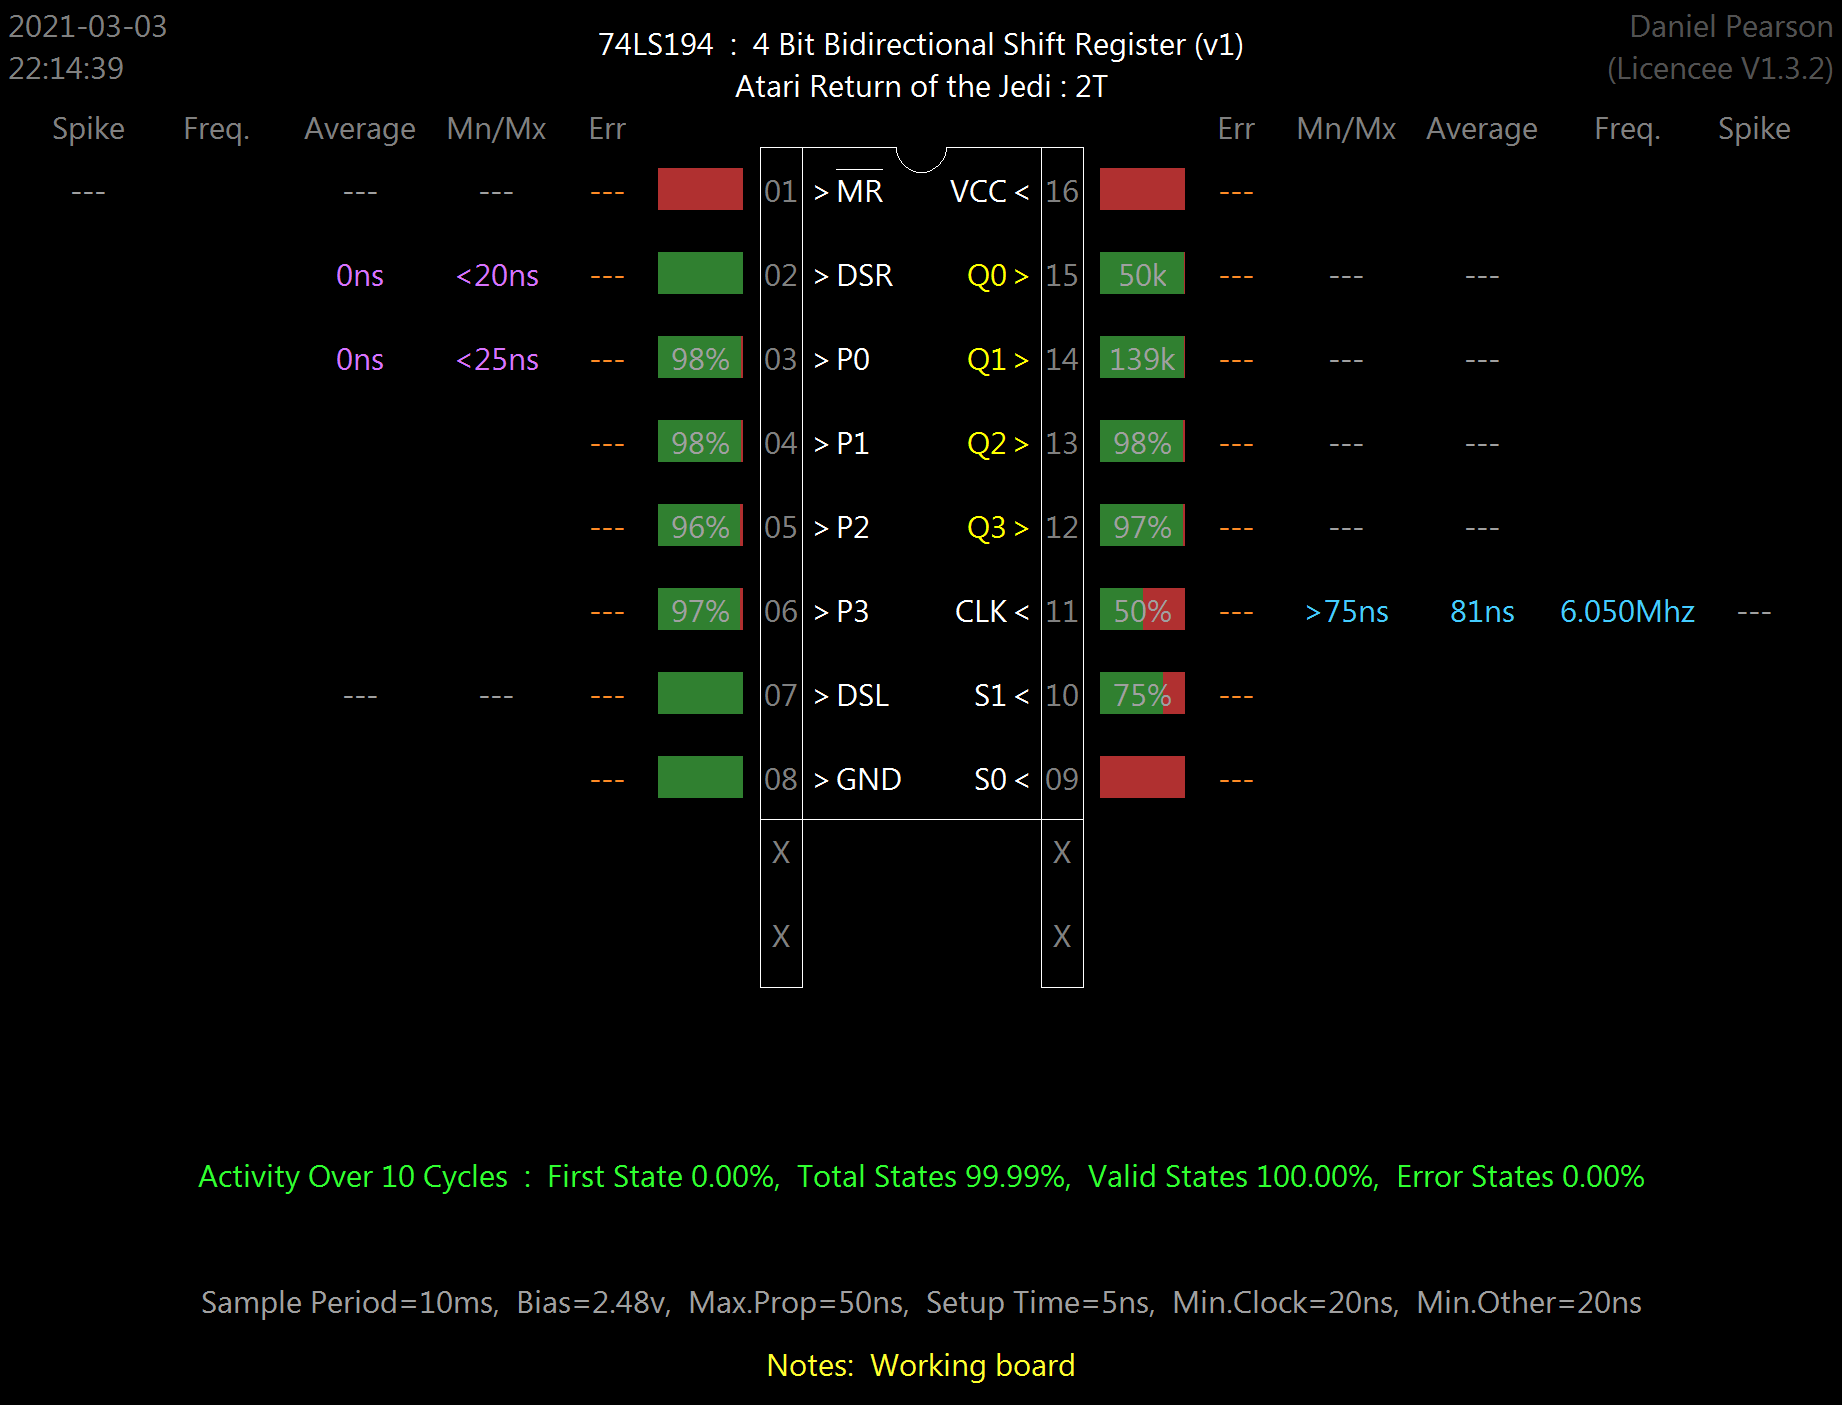 2021-03-03
22:14:39
74LS194 : 4 Bit Bidirectional Shift Register (v1)
Atari Return of the Jedi : 2T
Daniel Pearson
(Licencee V1.3.2)
Spike Freq. Average Mn/Mx Err Err Mn/Mx Average Freq. Spike
--- --- --- --- 01 > MR VCC < 16 ---
0ns <20ns --- 02 > DSR Q0 > 15 50k --- --- ---
0ns <25ns --- 98% 03 > P0 Q1 > 14 139k --- --- ---
--- 98% 04 > P1 Q2 > 13 98% --- --- ---
--- 96% 05 > P2 Q3 > 12 97% --- --- ---
--- 97% 06 > P3 CLK < 11 50% --- >75ns 81ns 6.050Mhz ---
--- --- --- 07 > DSL S1 < 10 75% ---
--- 08 > GND S0 < 09 ---
X X
X X
Activity Over 10 Cycles : First State 0.00%, Total States 99.99%, Valid States 100.00%, Error States 0.00%
Sample Period=10ms, Bias=2.48v, Max.Prop=50ns, Setup Time=5ns, Min.Clock=20ns, Min.Other=20ns
Notes: Working board